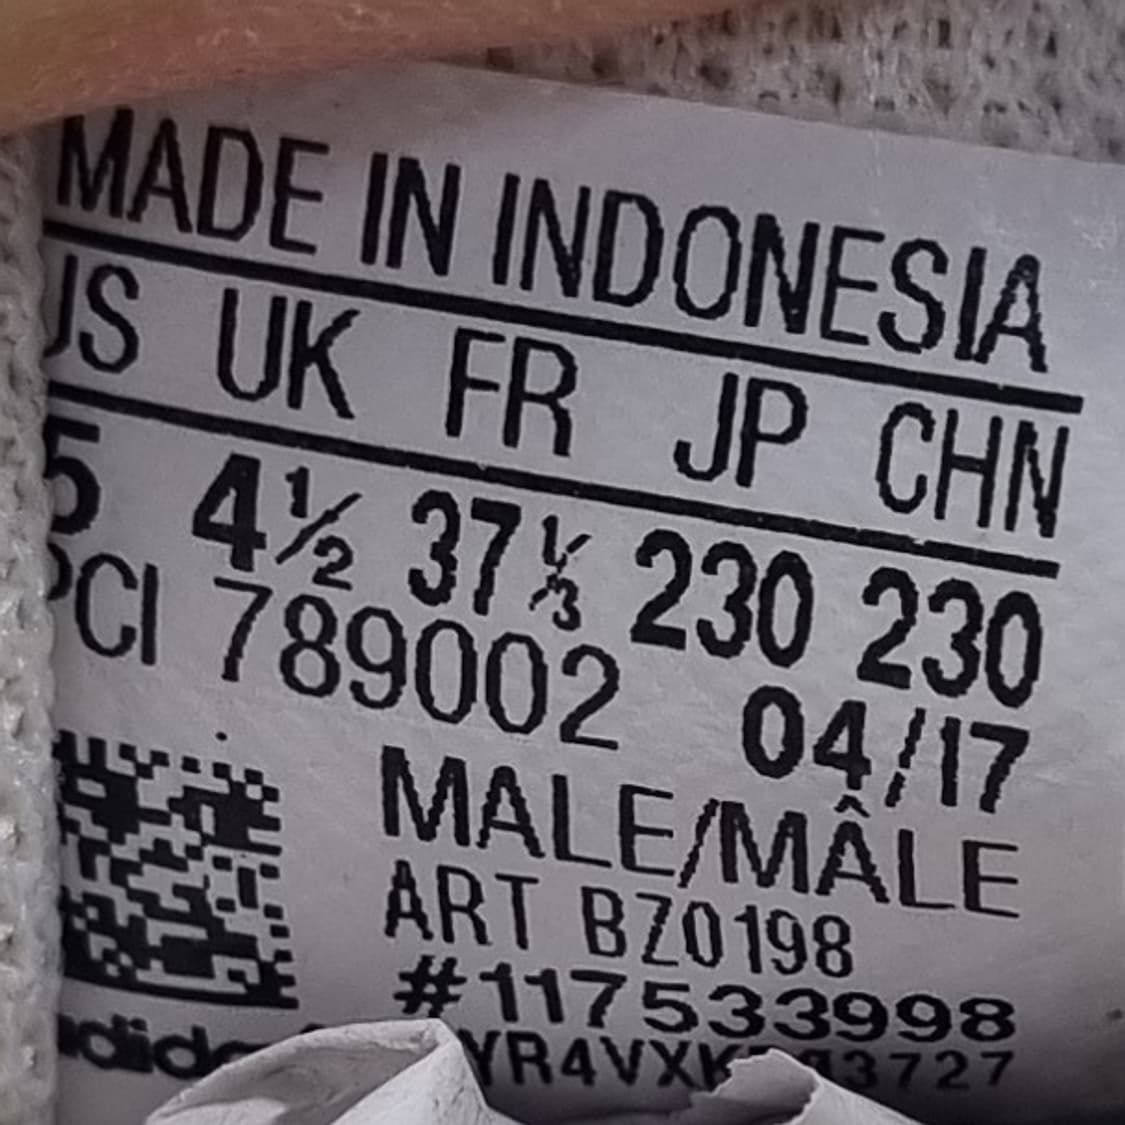 MADE IN INDONESIA
US UK FR JP CHN
5 4½ 37⅓ 230 230
PCI 789002 04/17
MALE/MÂLE
ART BZ0198
#117533998
adidas